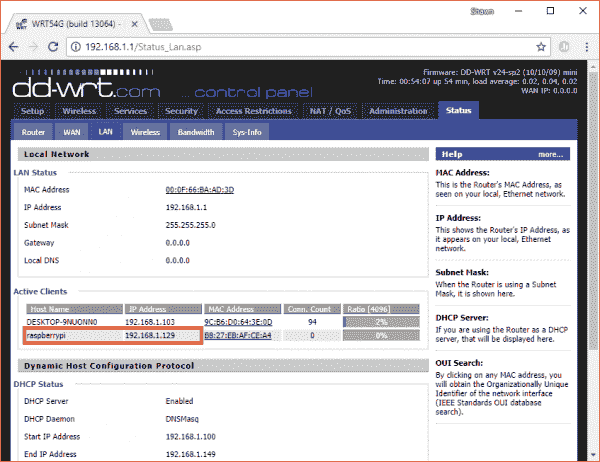 Shawn
WRT54G (build 13064) - In
192.168.1.1/Status_Lan.asp
Firmware: DD-WRT v24-sp2 (10/10/09) mini
Time: 00:54:07 up 54 min, load average: 0.02, 0.04, 0.02
WAN IP: 0.0.0.0
dd-wrt.com ... control panel
Setup Wireless Services Security Access Restrictions NAT / QoS Administration Status
Router WAN LAN Wireless Bandwidth Sys-Info
Local Network
Help more...
LAN Status
MAC Address 00:0F:66:BA:AD:3D
IP Address 192.168.1.1
Subnet Mask 255.255.255.0
Gateway 0.0.0.0
Local DNS 0.0.0.0
Active Clients
Host Name IP Address MAC Address Conn. Count Ratio [4096]
DESKTOP-9NUONN0 192.168.1.103 9C:B6:D0:64:3E:0D 94 2%
raspberrypi 192.168.1.129 B8:27:EB:AF:CE:A4 0 0%
Dynamic Host Configuration Protocol
DHCP Status
DHCP Server Enabled
DHCP Daemon DNSMasq
Start IP Address 192.168.1.100
End IP Address 192.168.1.149
MAC Address:
This is the Router's MAC Address, as
seen on your local, Ethernet
network.
IP Address:
This shows the Router's IP Address, as
it appears on your local, Ethernet
network.
Subnet Mask:
When the Router is using a Subnet
Mask, it is shown here.
DHCP Server:
If you are using the Router as a DHCP
server, that will be displayed here.
OUI Search:
By clicking on any MAC address, you
will obtain the Organizationally Unique
Identifier of the network interface
(IEEE Standards OUI database
search).